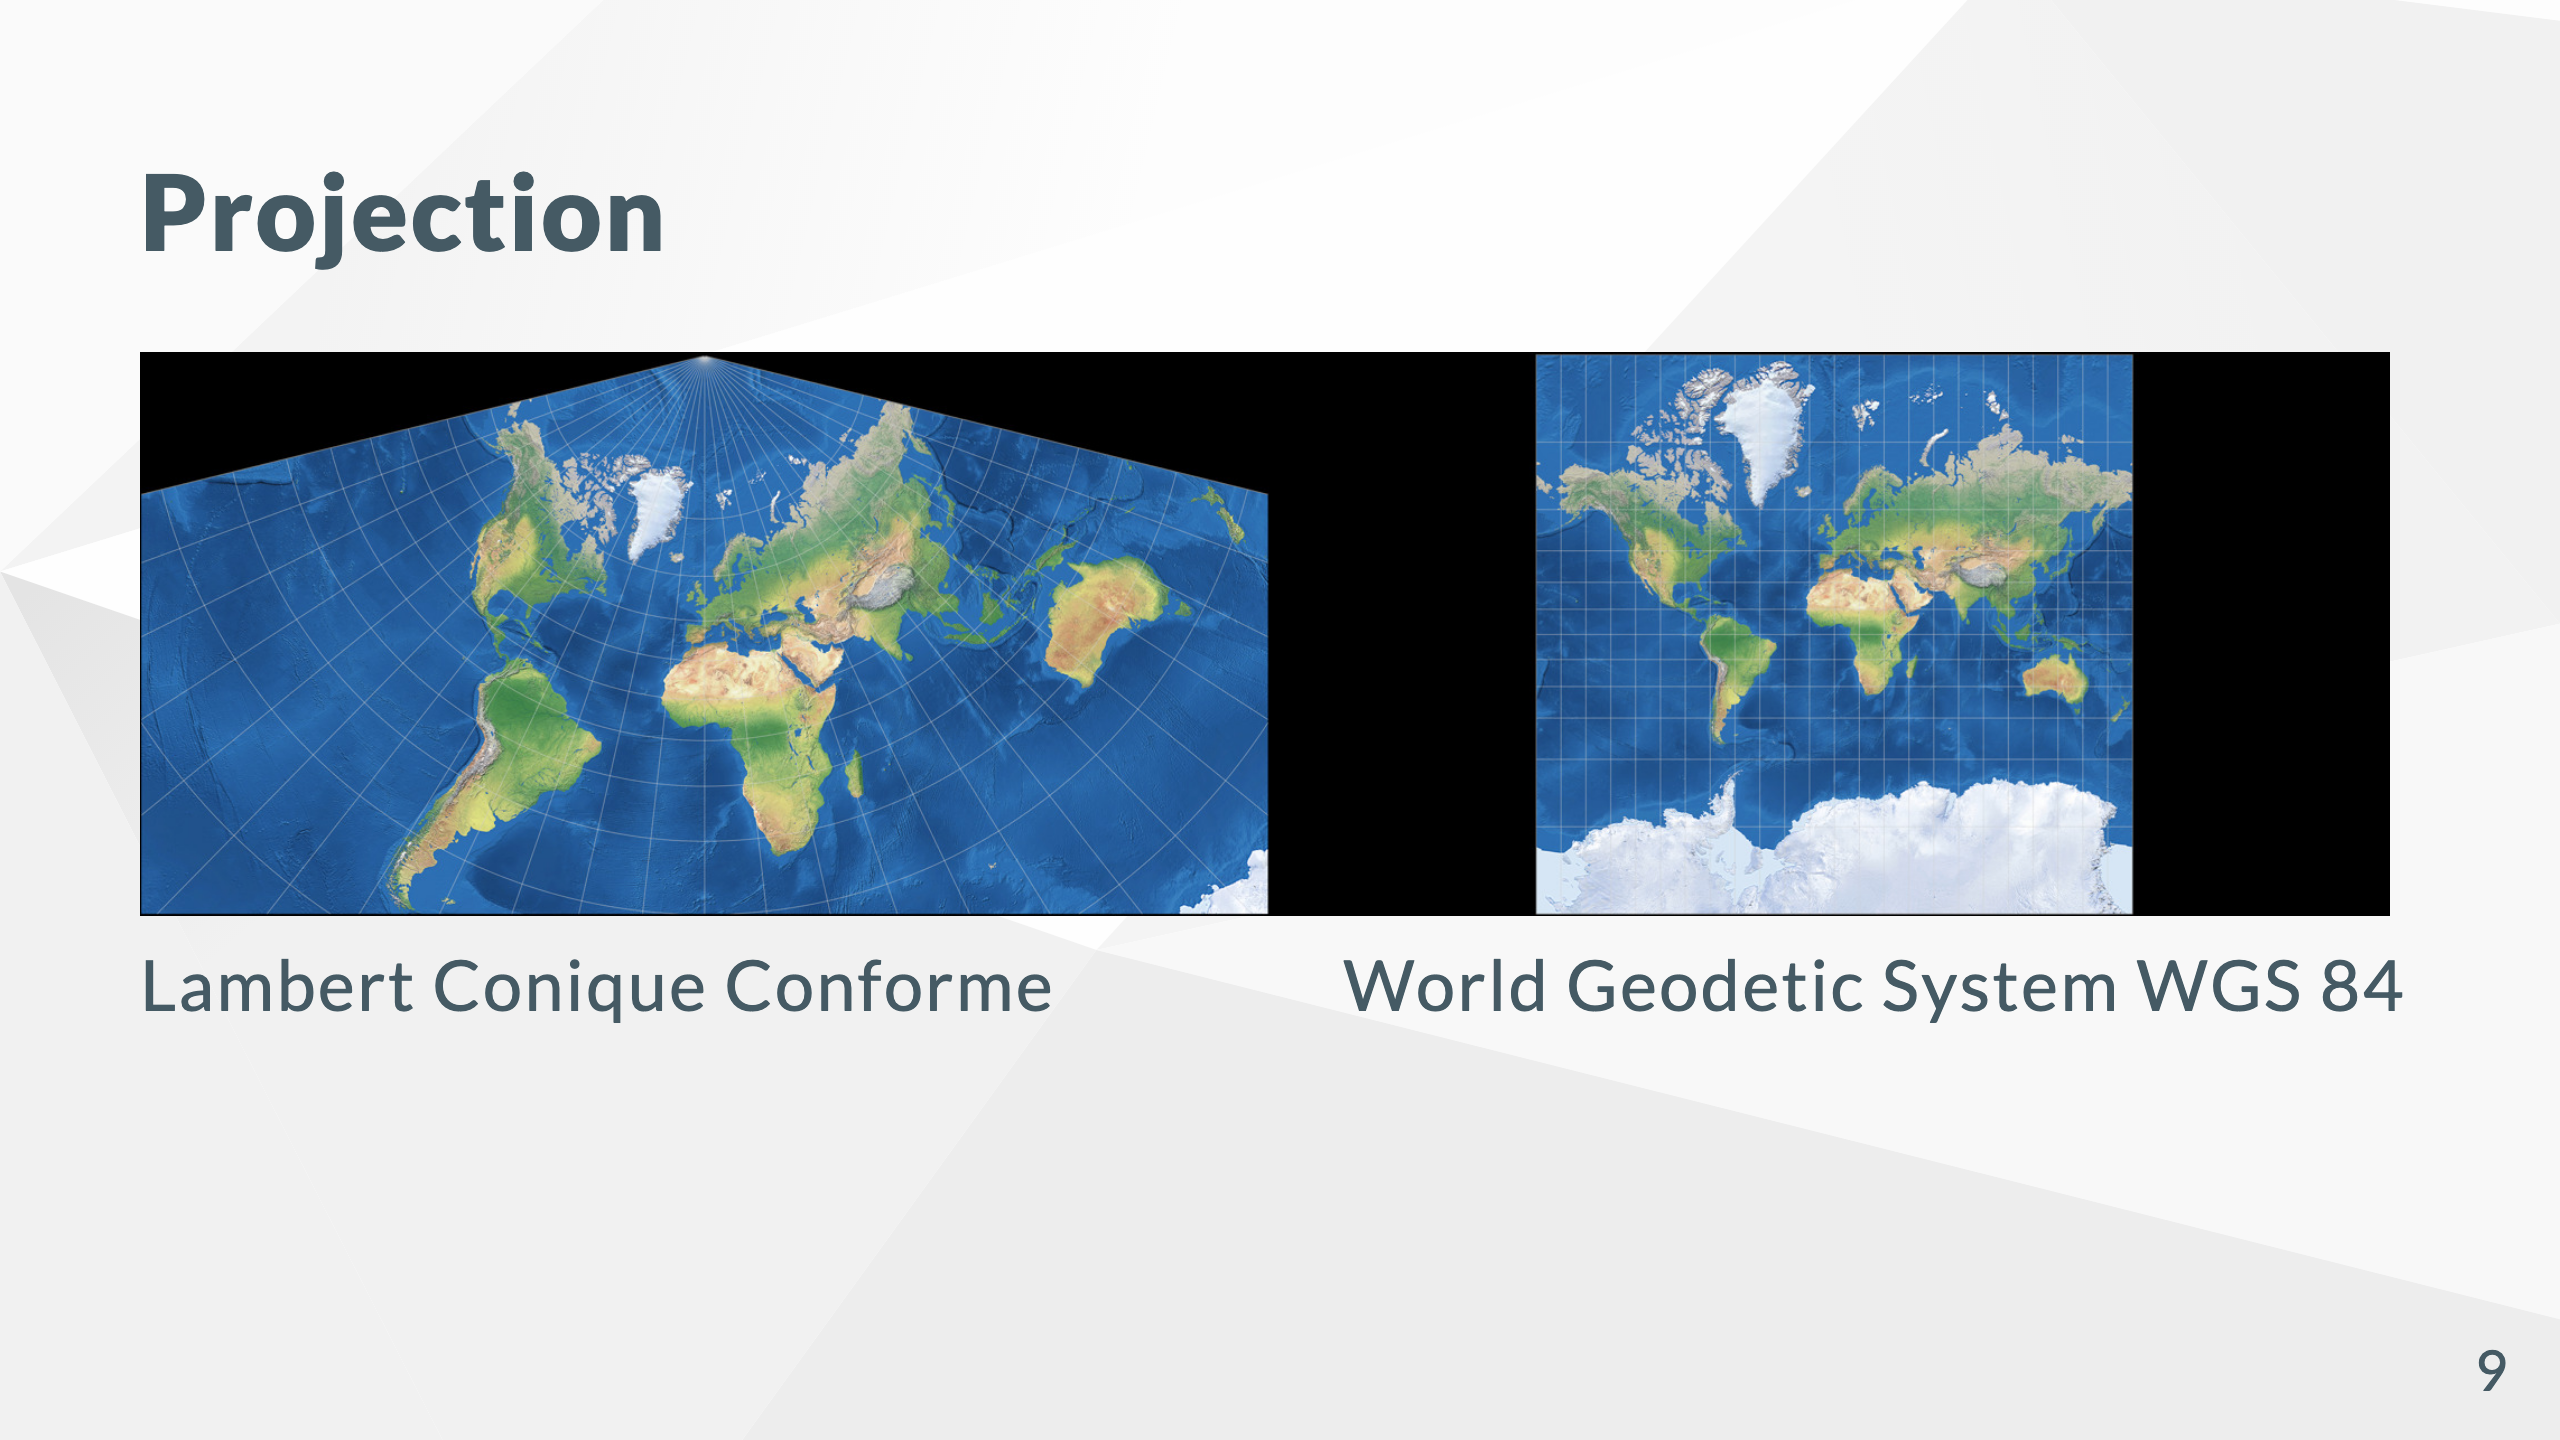 Projection
Lambert Conique Conforme
World Geodetic System WGS 84
9